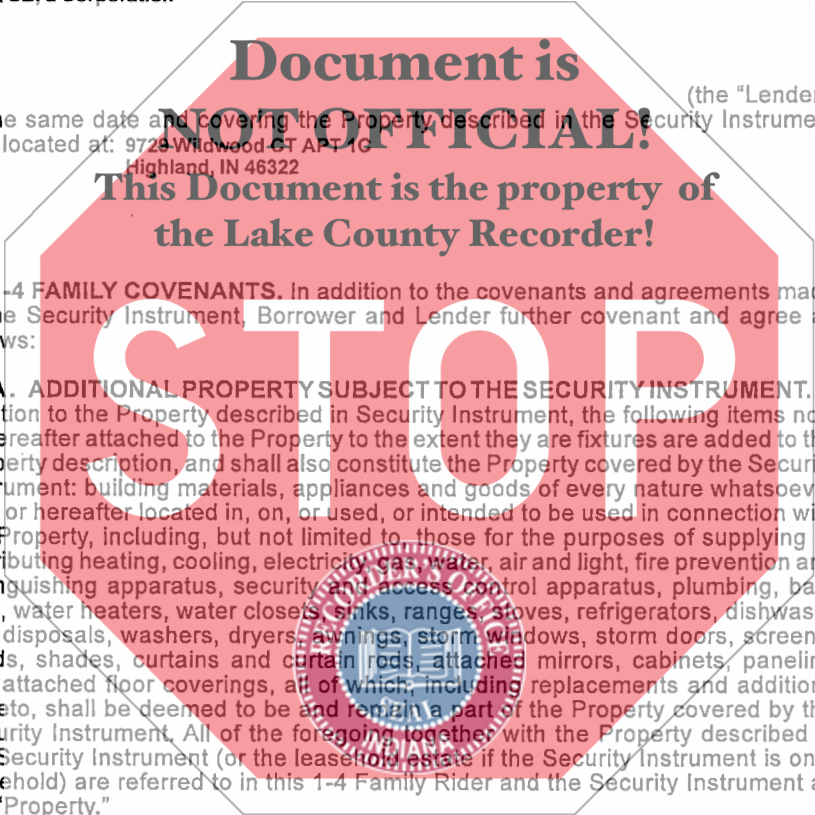 a Corporation
Document is
(the “Lender
e same date and covering the Property described in the Security Instrume
NOT OFFICIAL!
located at: 9729 Wildwood CT APT 1G
Highland, IN 46322
This Document is the property of
the Lake County Recorder!
-4 FAMILY COVENANTS. In addition to the covenants and agreements mad
e Security Instrument, Borrower and Lender further covenant and agree a
ws:
STOP
. ADDITIONAL PROPERTY SUBJECT TO THE SECURITY INSTRUMENT.
tion to the Property described in Security Instrument, the following items no
ereafter attached to the Property to the extent they are fixtures are added to th
perty description, and shall also constitute the Property covered by the Securi
rument: building materials, appliances and goods of every nature whatsoev
or hereafter located in, on, or used, or intended to be used in connection wi
Property, including, but not limited to, those for the purposes of supplying
ributing heating, cooling, electricity, gas, water, air and light, fire prevention an
nguishing apparatus, security and access control apparatus, plumbing, ba
, water heaters, water closets, sinks, ranges, stoves, refrigerators, dishwas
disposals, washers, dryers, awnings, storm windows, storm doors, screen
ds, shades, curtains and curtain rods, attached mirrors, cabinets, panelin
attached floor coverings, all of which, including replacements and addition
eto, shall be deemed to be and remain a part of the Property covered by th
urity Instrument. All of the foregoing together with the Property described
Security Instrument (or the leasehold estate if the Security Instrument is on
ehold) are referred to in this 1-4 Family Rider and the Security Instrument a
“Property.”
RECORDER'S OFFICE
SEAL
INDIANA